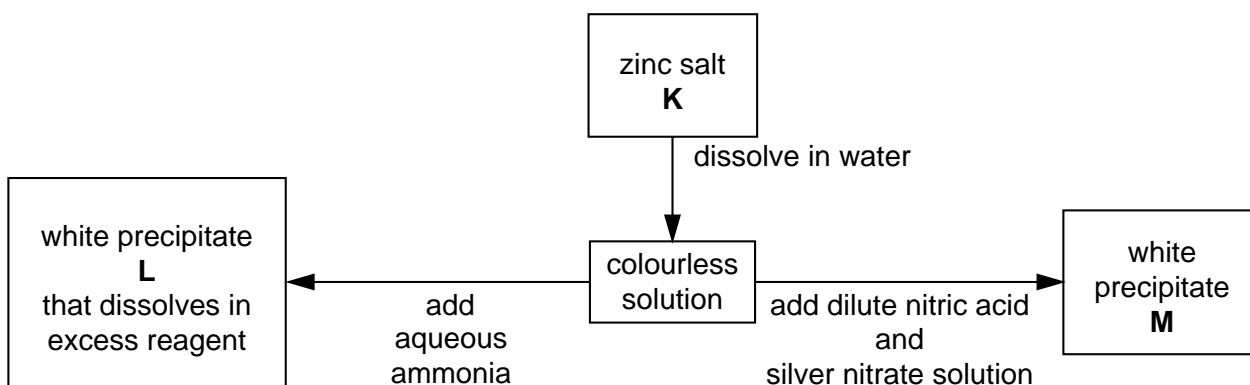 zinc salt
K
dissolve in water
white precipitate
L
that dissolves in
excess reagent
add
aqueous
ammonia
colourless
solution
add dilute nitric acid
and
silver nitrate solution
white
precipitate
M